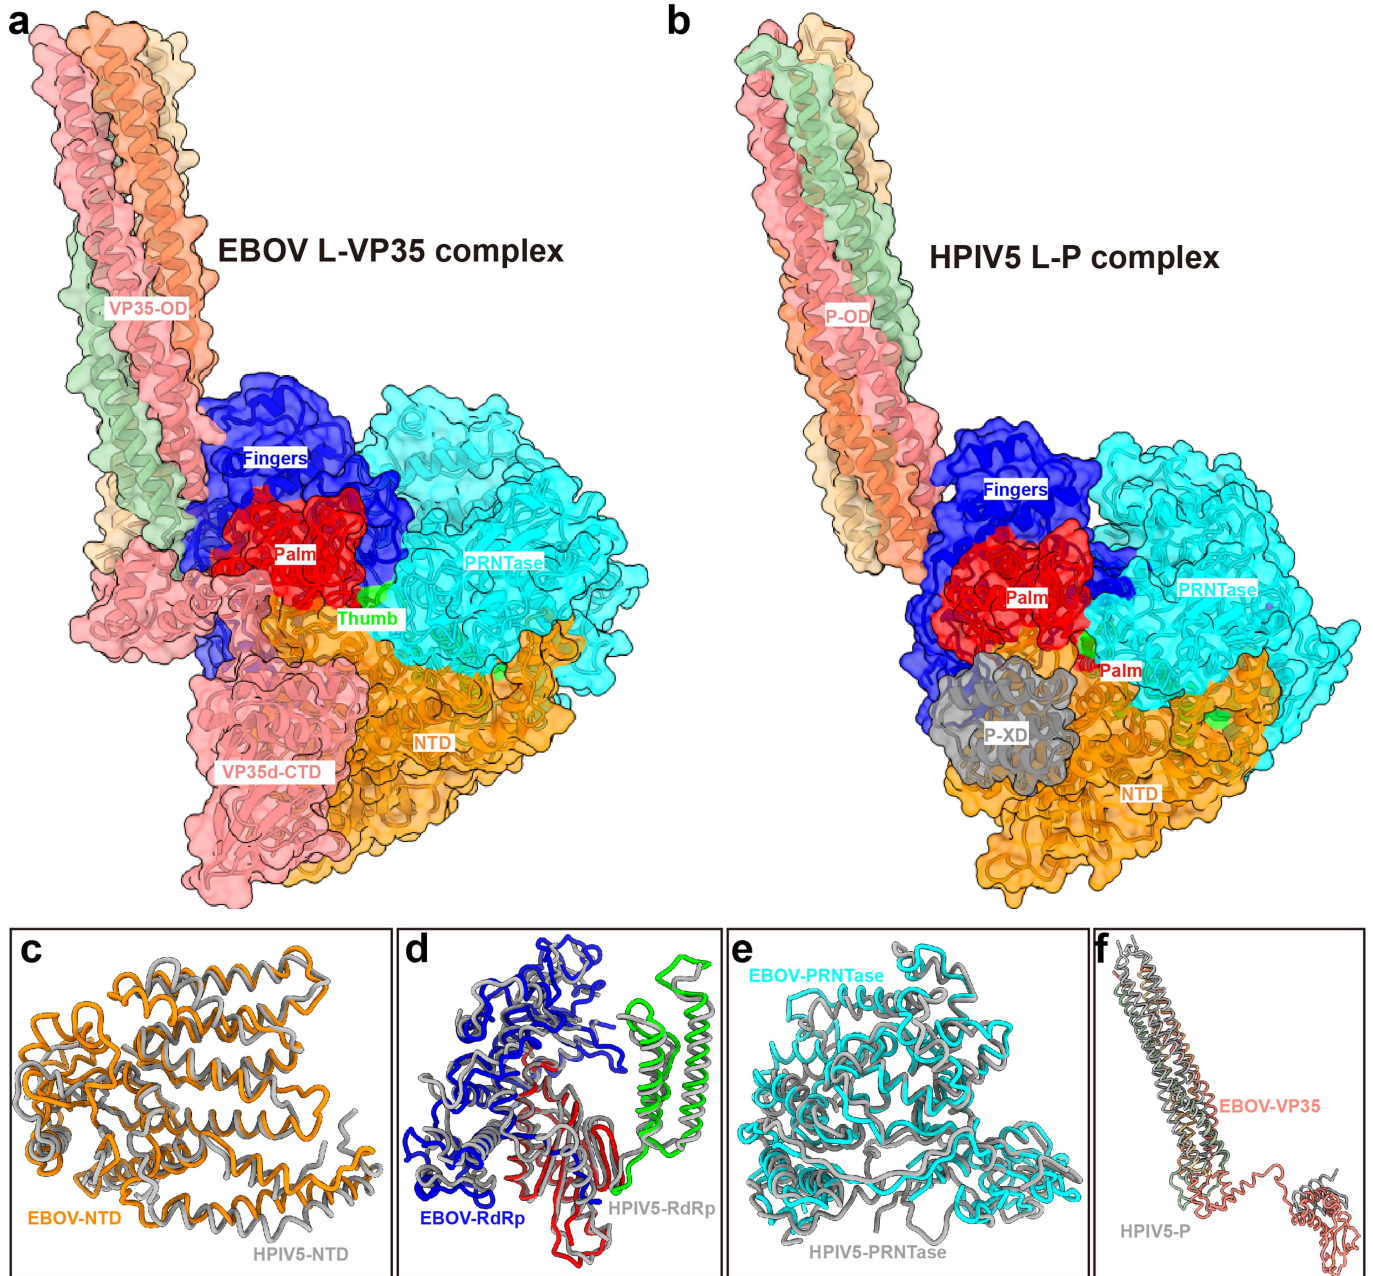 a
b
EBOV L-VP35 complex
HPIV5 L-P complex
VP35-OD
P-OD
Fingers
Fingers
Palm
PRNTase
Palm
PRNTase
Thumb
Palm
NTD
P-XD
VP35d-CTD
NTD
c
d
e
f
EBOV-PRNTase
EBOV-VP35
EBOV-NTD
EBOV-RdRp
HPIV5-RdRp
HPIV5-P
HPIV5-NTD
HPIV5-PRNTase